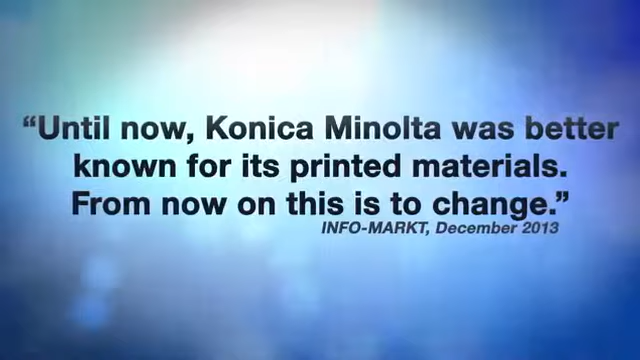 “Until now, Konica Minolta was better
known for its printed materials.
From now on this is to change.”
INFO-MARKT, December 2013